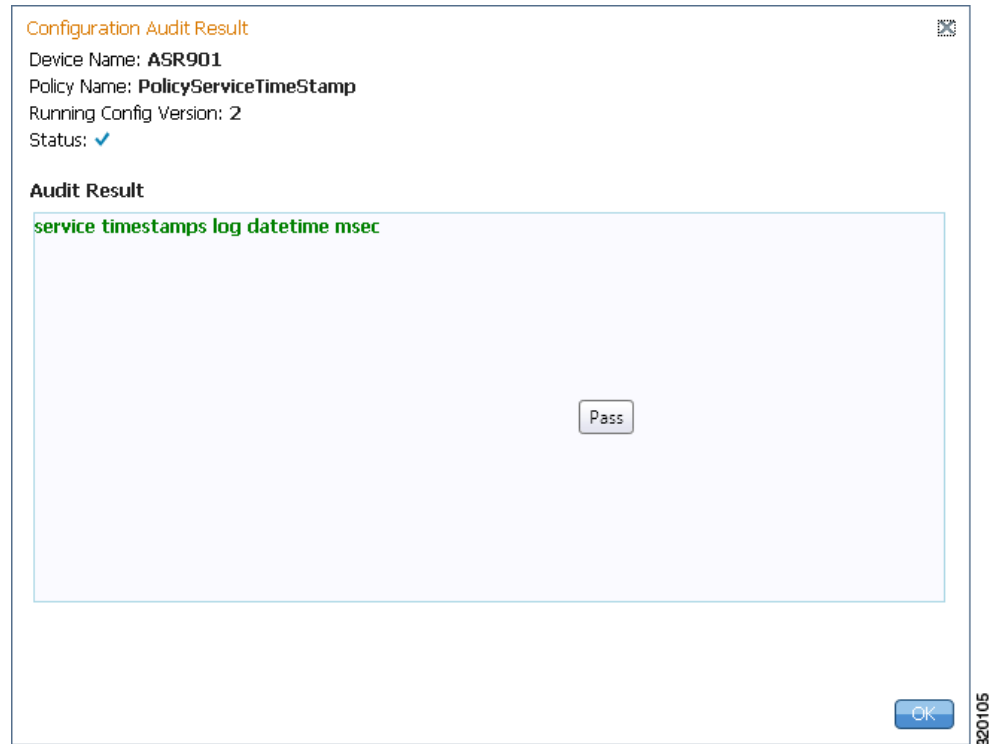 Configuration Audit Result
Device Name: ASR901
Policy Name: PolicyServiceTimeStamp
Running Config Version: 2
Status:
Audit Result
service timestamps log datetime msec
Pass
OK
320105